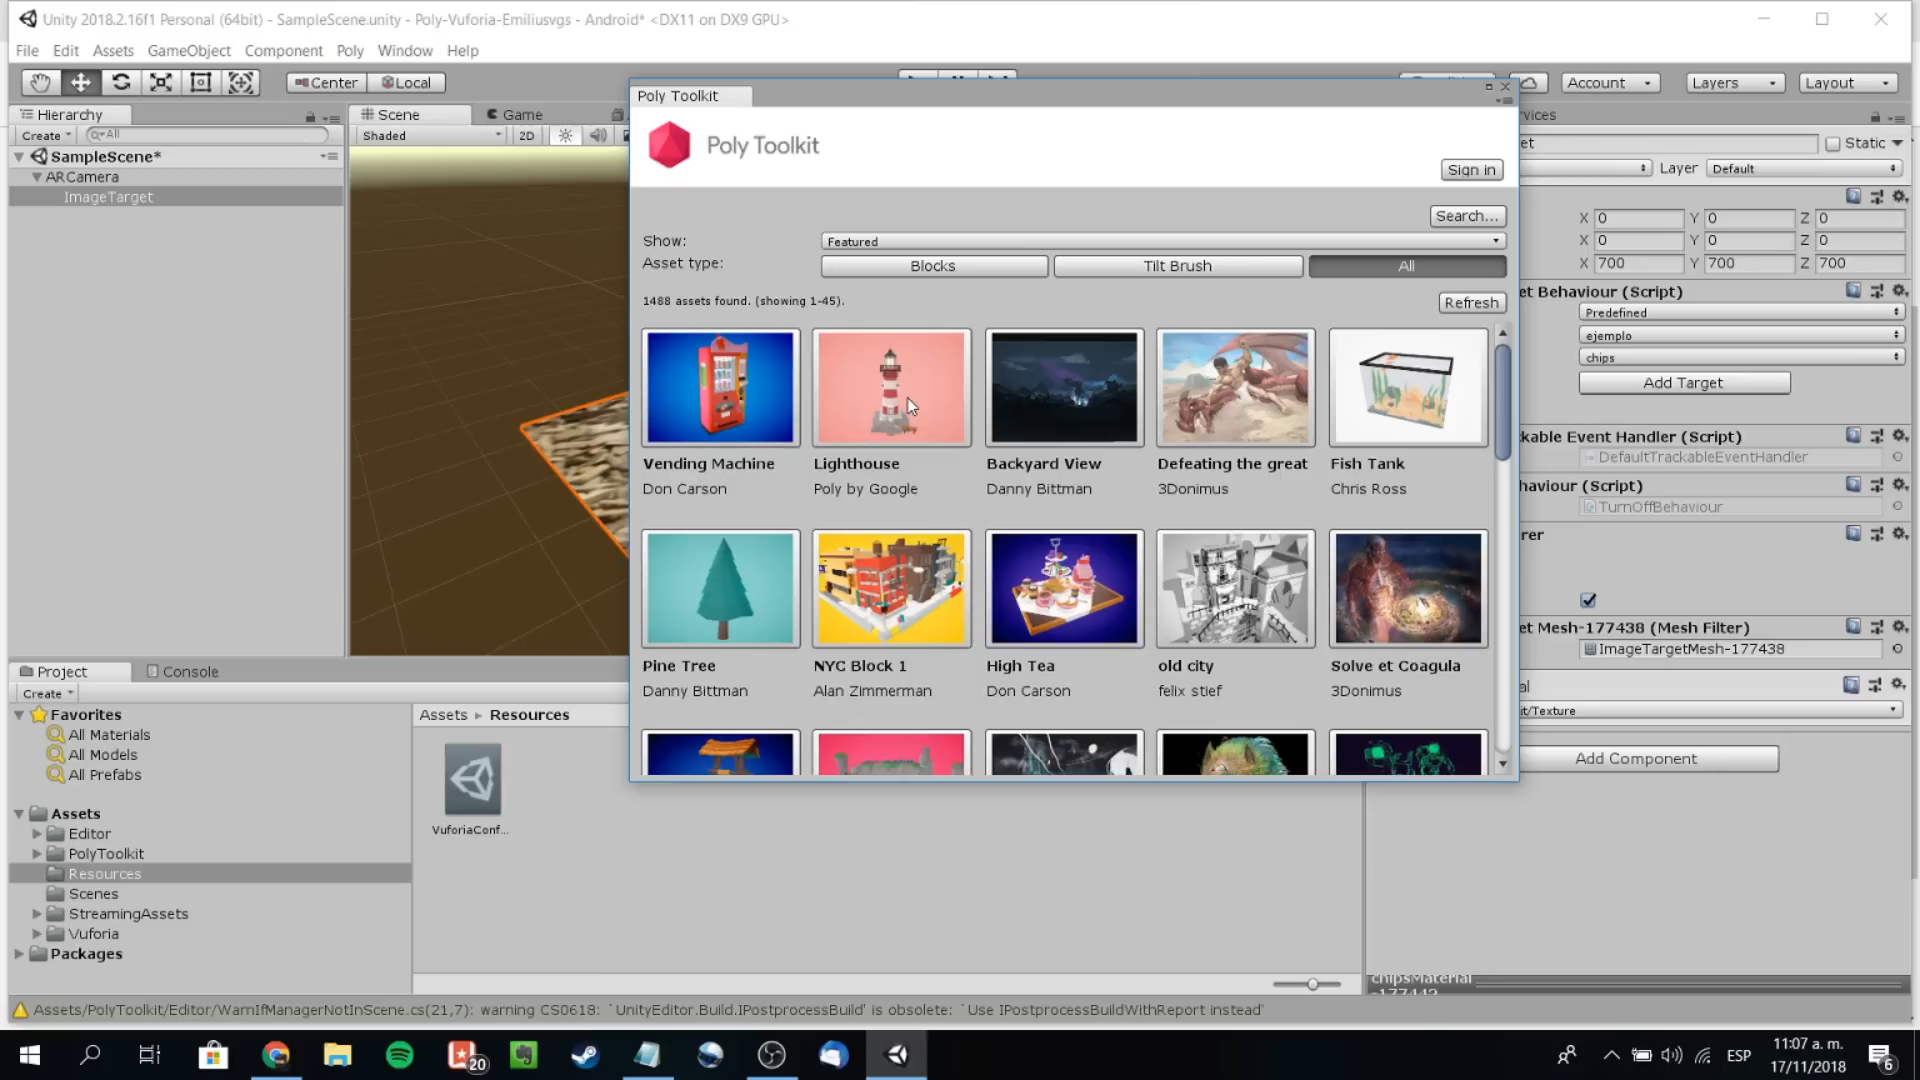 Unity 2018.2.16f1 Personal (64bit) - SampleScene.unity - Poly-Vuforia-Emiliusvgs - Android* <DX11 on DX9 GPU>
File Edit Assets GameObject Component Poly Window Help
Center Local
Account Layers Layout
Hierarchy
Create All
SampleScene*
ARCamera
ImageTarget
Scene Game
Shaded 2D
Poly Toolkit
Poly Toolkit
Sign in
Search...
Show: Featured
Asset type: Blocks Tilt Brush All
1488 assets found. (showing 1-45).
Refresh
Vending Machine Lighthouse Backyard View Defeating the great Fish Tank
Don Carson Poly by Google Danny Bittman 3Donimus Chris Ross
Pine Tree NYC Block 1 High Tea old city Solve et Coagula
Danny Bittman Alan Zimmerman Don Carson felix stief 3Donimus
vices
et Static
Layer Default
X 0 Y 0 Z 0
X 0 Y 0 Z 0
X 700 Y 700 Z 700
et Behaviour (Script)
Predefined
ejemplo
chips
Add Target
kable Event Handler (Script)
DefaultTrackableEventHandler
haviour (Script)
TurnOffBehaviour
rer
et Mesh-177438 (Mesh Filter)
ImageTargetMesh-177438
al
it/Texture
Add Component
chipsMaterial
Project Console
Create
Favorites
All Materials
All Models
All Prefabs
Assets
Editor
PolyToolkit
Resources
Scenes
StreamingAssets
Vuforia
Packages
Assets Resources
VuforiaConf...
Assets/PolyToolkit/Editor/WarnIfManagerNotInScene.cs(21,7): warning CS0618: `UnityEditor.Build.IPostprocessBuild' is obsolete: `Use IPostprocessBuildWithReport instead'
20
ESP
11:07 a. m.
17/11/2018
6